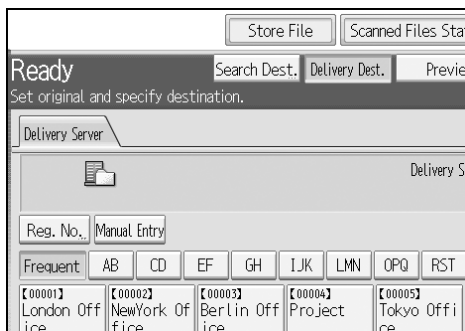 Store File Scanned Files Sta
Ready Search Dest. Delivery Dest. Previe
Set original and specify destination.
Delivery Server
Delivery S
Reg. No. Manual Entry
Frequent AB CD EF GH IJK LMN OPQ RST
【00001】 【00002】 【00003】 【00004】 【00005】
London Off NewYork Of Berlin Off Project Tokyo Offi
ice ffice ice ce